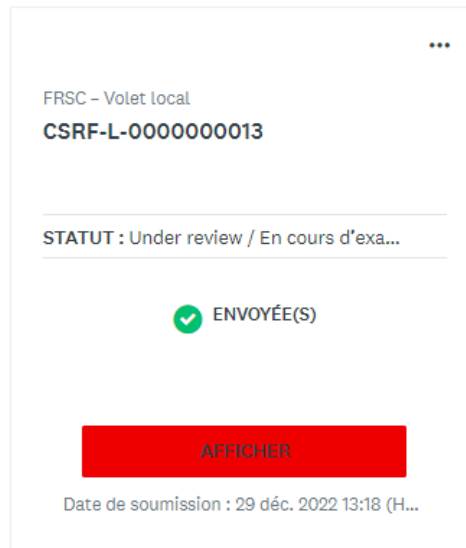 ...
FRSC – Volet local
CSRF-L-0000000013
STATUT : Under review / En cours d'exa...
ENVOYÉE(S)
AFFICHER
Date de soumission : 29 déc. 2022 13:18 (H...